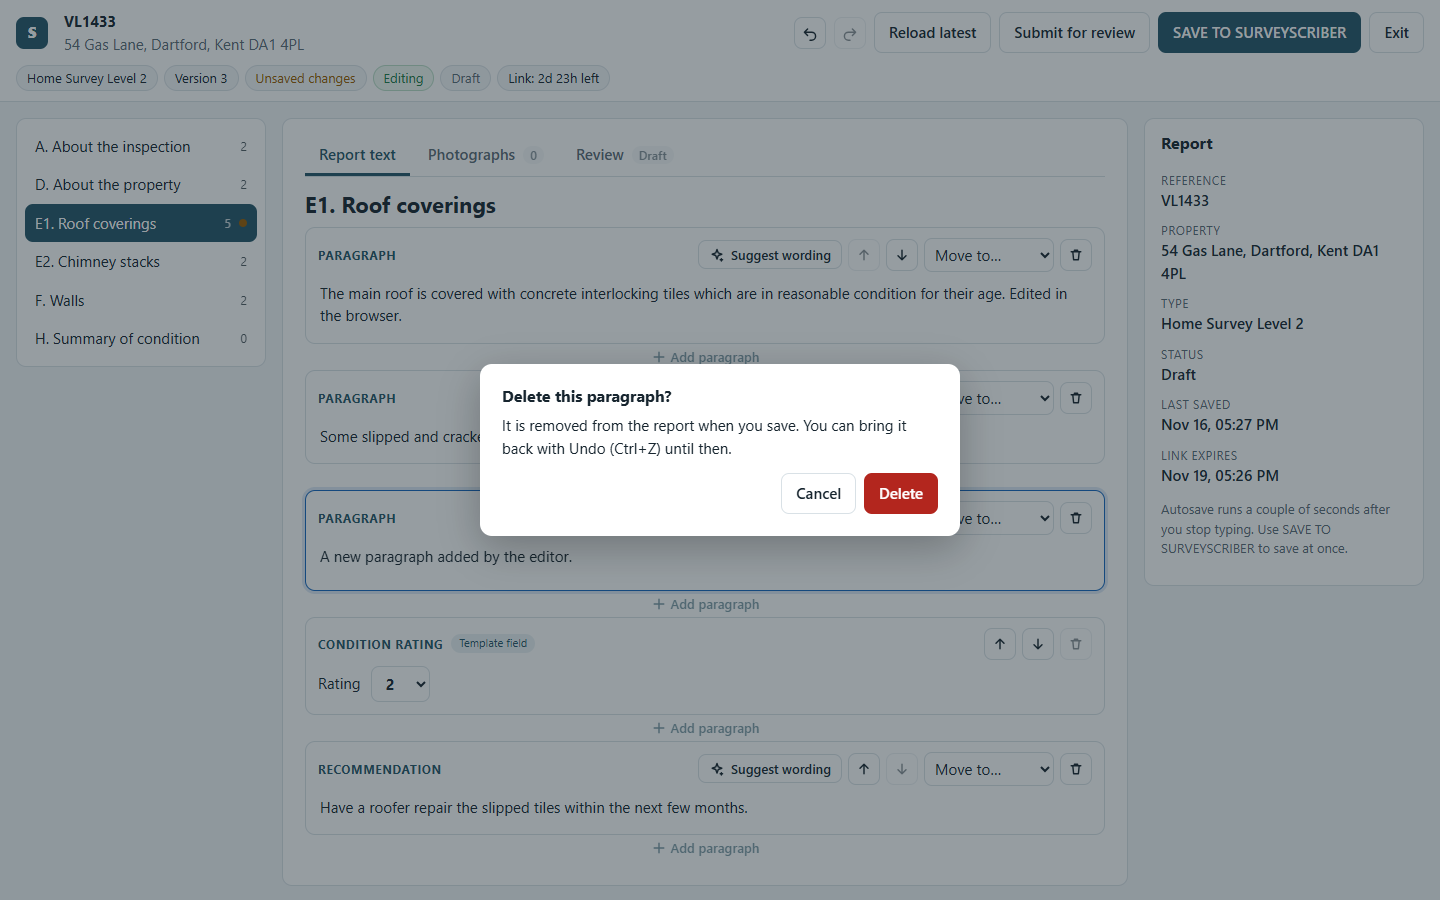 S
VL1433
54 Gas Lane, Dartford, Kent DA1 4PL
Reload latest
Submit for review
SAVE TO SURVEYSCRIBER
Exit
Home Survey Level 2
Version 3
Unsaved changes
Editing
Draft
Link: 2d 23h left
A. About the inspection 2
D. About the property 2
E1. Roof coverings 5
E2. Chimney stacks 2
F. Walls 2
H. Summary of condition 0
Report text
Photographs 0
Review Draft
E1. Roof coverings
PARAGRAPH
Suggest wording
Move to...
The main roof is covered with concrete interlocking tiles which are in reasonable condition for their age. Edited in
the browser.
+ Add paragraph
PARAGRAPH
ve to...
Some slipped and cracke
Delete this paragraph?
It is removed from the report when you save. You can bring it
back with Undo (Ctrl+Z) until then.
Cancel
Delete
PARAGRAPH
ve to...
A new paragraph added by the editor.
+ Add paragraph
CONDITION RATING Template field
Rating 2
+ Add paragraph
RECOMMENDATION
Suggest wording
Move to...
Have a roofer repair the slipped tiles within the next few months.
+ Add paragraph
Report
REFERENCE
VL1433
PROPERTY
54 Gas Lane, Dartford, Kent DA1
4PL
TYPE
Home Survey Level 2
STATUS
Draft
LAST SAVED
Nov 16, 05:27 PM
LINK EXPIRES
Nov 19, 05:26 PM
Autosave runs a couple of seconds after
you stop typing. Use SAVE TO
SURVEYSCRIBER to save at once.